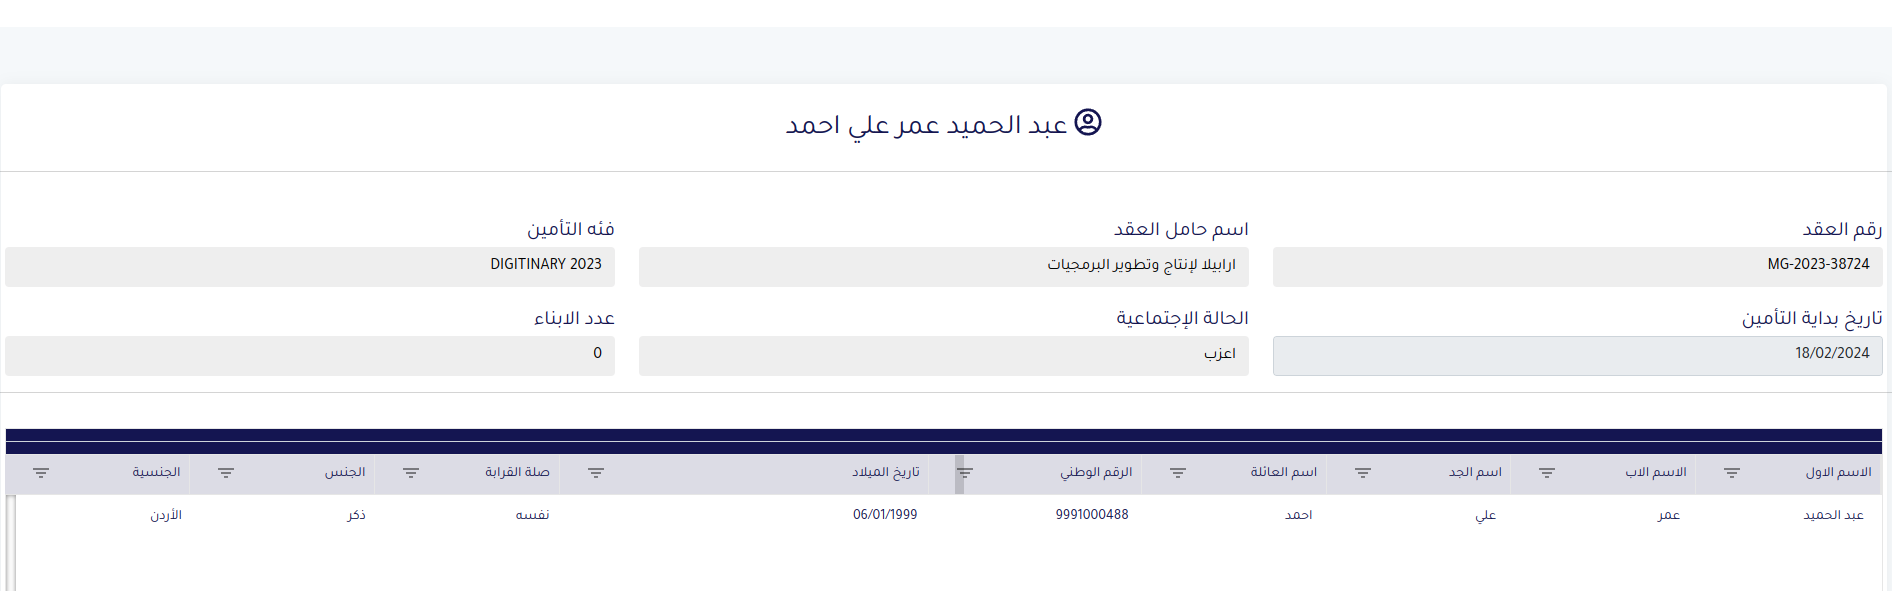 عبد الحميد عمر علي احمد
رقم العقد اسم حامل العقد فئه التأمين
MG-2023-38724 ارابيلا لإنتاج وتطوير البرمجيات DIGITINARY 2023
تاريخ بداية التأمين الحالة الإجتماعية عدد الابناء
18/02/2024 اعزب 0
الاسم الاول الاسم الاب اسم الجد اسم العائلة الرقم الوطني تاريخ الميلاد صلة القرابة الجنس الجنسية
عبد الحميد عمر علي احمد 9991000488 06/01/1999 نفسه ذكر الأردن